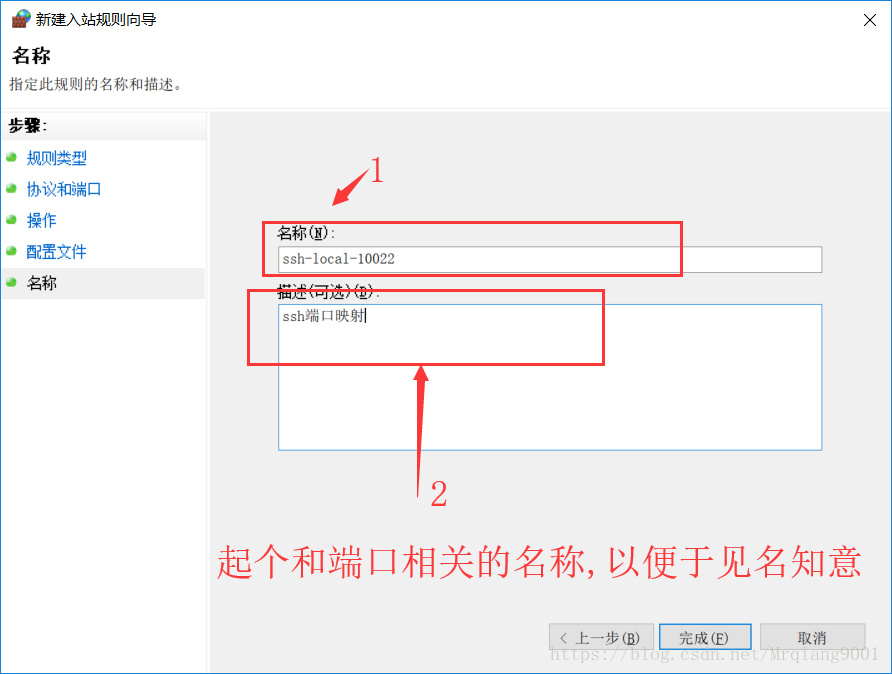 新建入站规则向导
名称
指定此规则的名称和描述。
步骤:
规则类型
协议和端口
操作
配置文件
名称
1
名称(N):
ssh-local-10022
描述(可选)(D):
ssh端口映射
2
起个和端口相关的名称,以便于见名知意
< 上一步(B)
完成(F)
取消
https://blog.csdn.net/Mrqiang9001